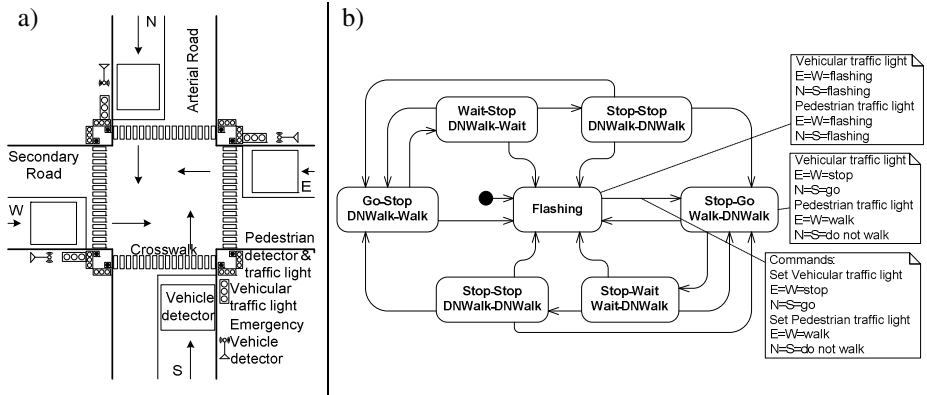 a)
N
Arterial Road
Secondary
Road
E
W
Crosswalk
Pedestrian
detector &
traffic light
Vehicular
traffic light
Vehicle
detector
Emergency
Vehicle
detector
S
b)
Wait-Stop
DNWalk-Wait
Stop-Stop
DNWalk-DNWalk
Go-Stop
DNWalk-Walk
Flashing
Stop-Go
Walk-DNWalk
Stop-Stop
DNWalk-DNWalk
Stop-Wait
Wait-DNWalk
Vehicular traffic light
E=W=flashing
N=S=flashing
Pedestrian traffic light
E=W=flashing
N=S=flashing
Vehicular traffic light
E=W=stop
N=S=go
Pedestrian traffic light
E=W=walk
N=S=do not walk
Commands:
Set Vehicular traffic light
E=W=stop
N=S=go
Set Pedestrian traffic light
E=W=walk
N=S=do not walk